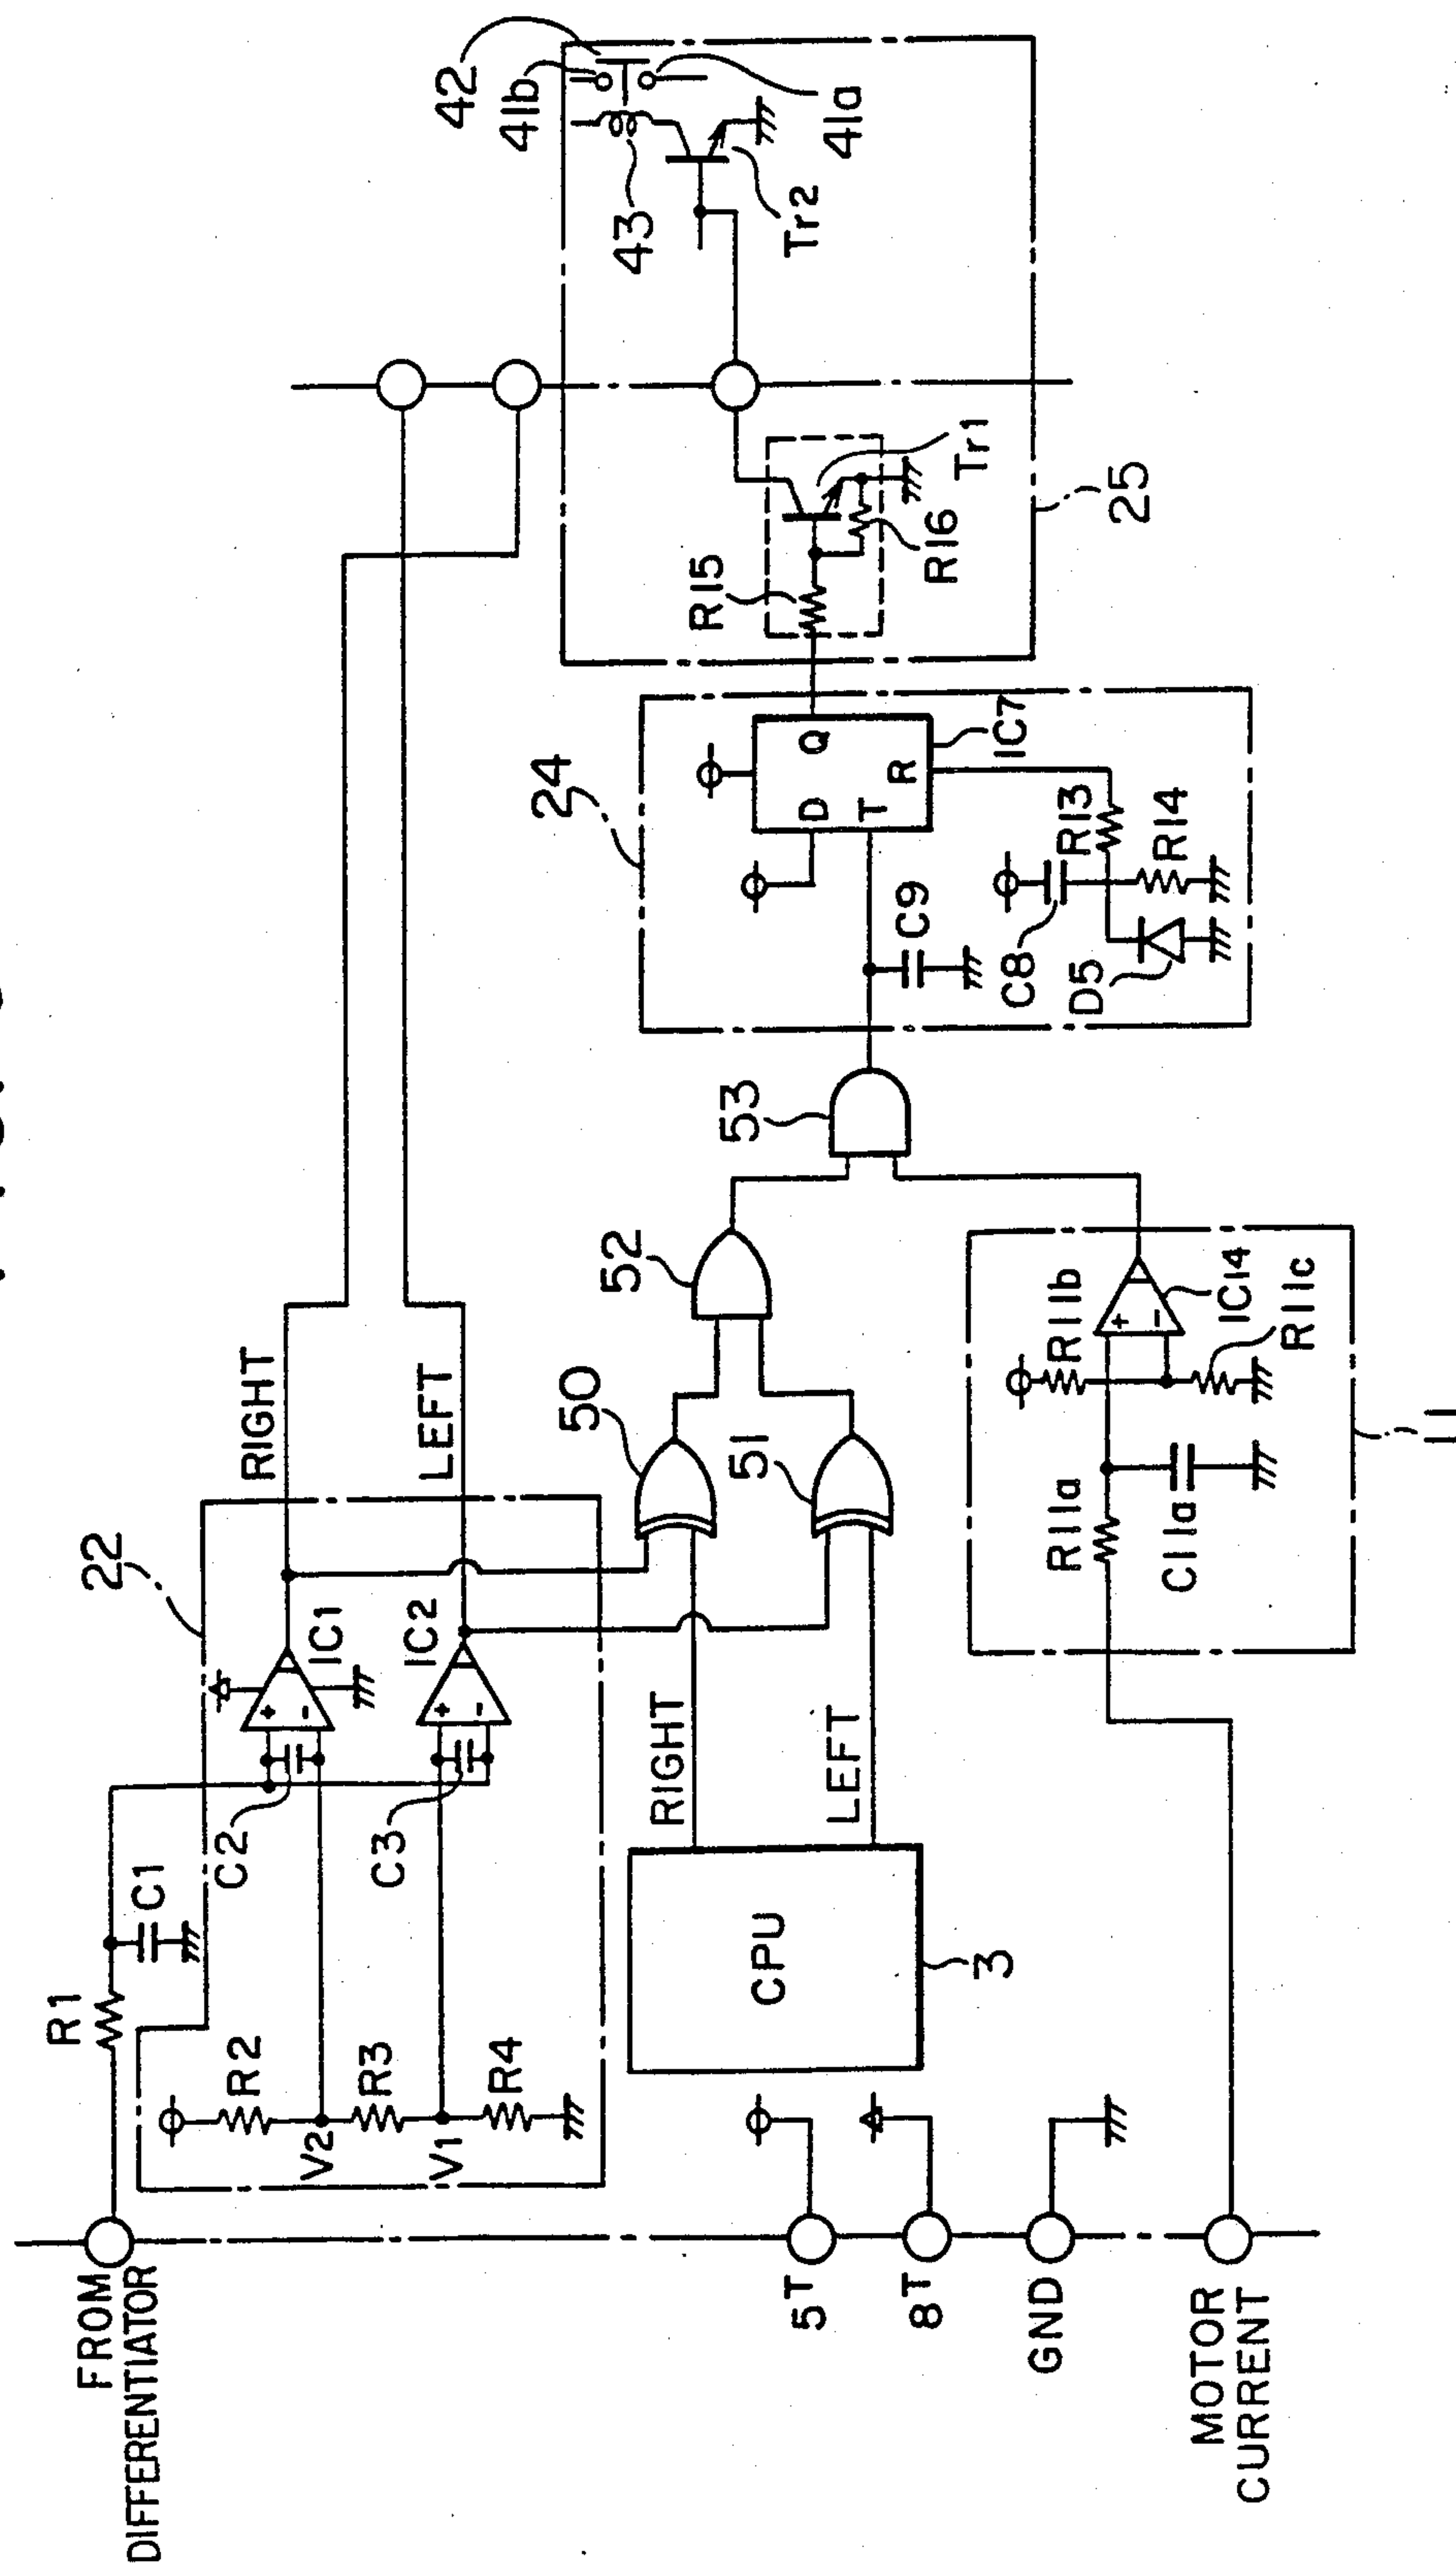 FROM
DIFFERENTIATOR
R1
C1
R2
V2
R3
V1
R4
22
C2
C3
+
-
IC1
+
-
IC2
RIGHT
LEFT
5T
8T
GND
MOTOR
CURRENT
CPU
3
RIGHT
LEFT
50
51
52
53
R11a
C11a
R11b
R11c
+
-
IC14
11
24
D
T
Q
R
IC7
C9
C8
D5
R13
R14
R15
R16
Tr1
25
43
Tr2
42
41b
41a